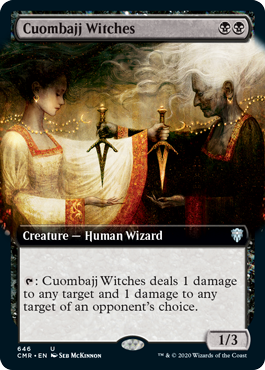 Cuombajj Witches
Creature — Human Wizard
: Cuombajj Witches deals 1 damage
to any target and 1 damage to any
target of an opponent's choice.
1/3
646 U
CMR • EN Seb McKinnon
™ & © 2020 Wizards of the Coast